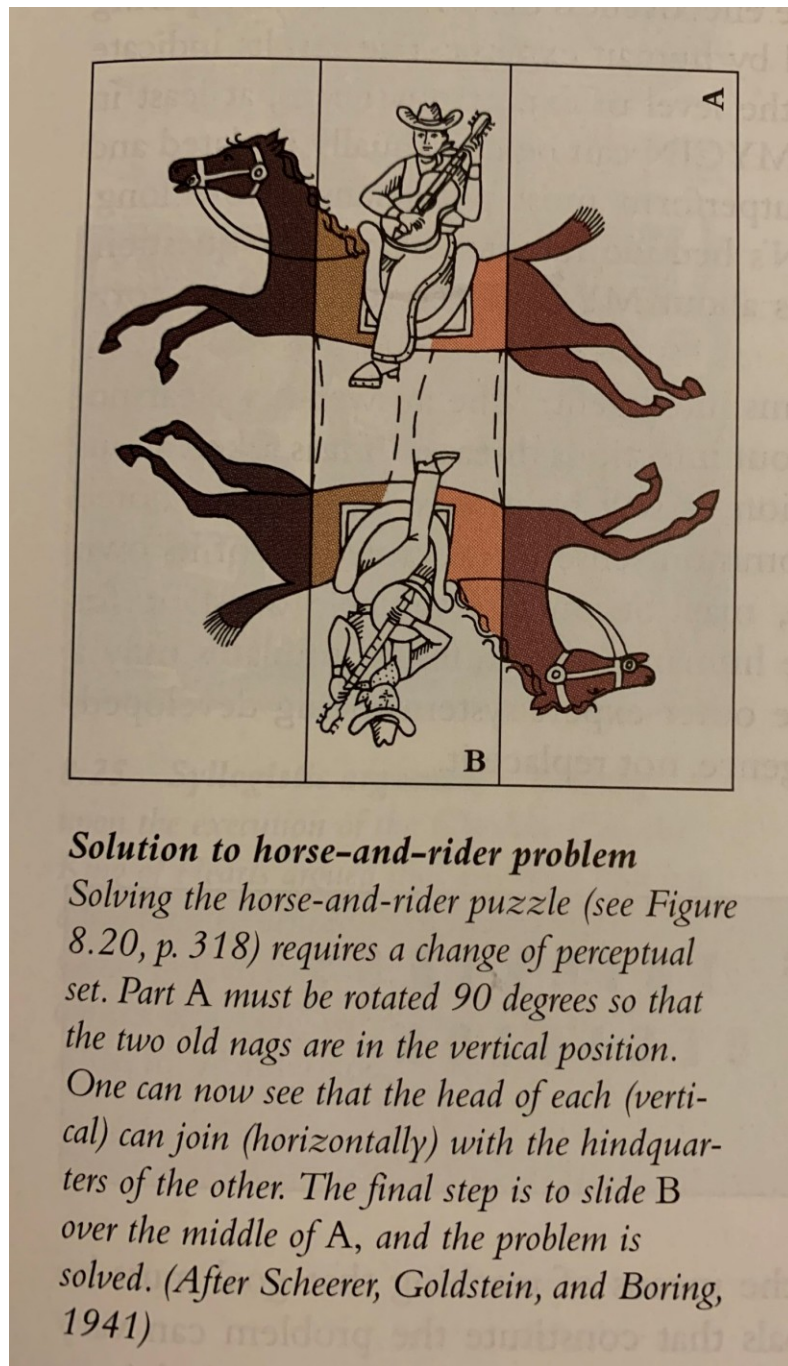 A
B
Solution to horse-and-rider problem
Solving the horse-and-rider puzzle (see Figure
8.20, p. 318) requires a change of perceptual
set. Part A must be rotated 90 degrees so that
the two old nags are in the vertical position.
One can now see that the head of each (verti-
cal) can join (horizontally) with the hindquar-
ters of the other. The final step is to slide B
over the middle of A, and the problem is
solved. (After Scheerer, Goldstein, and Boring,
1941)